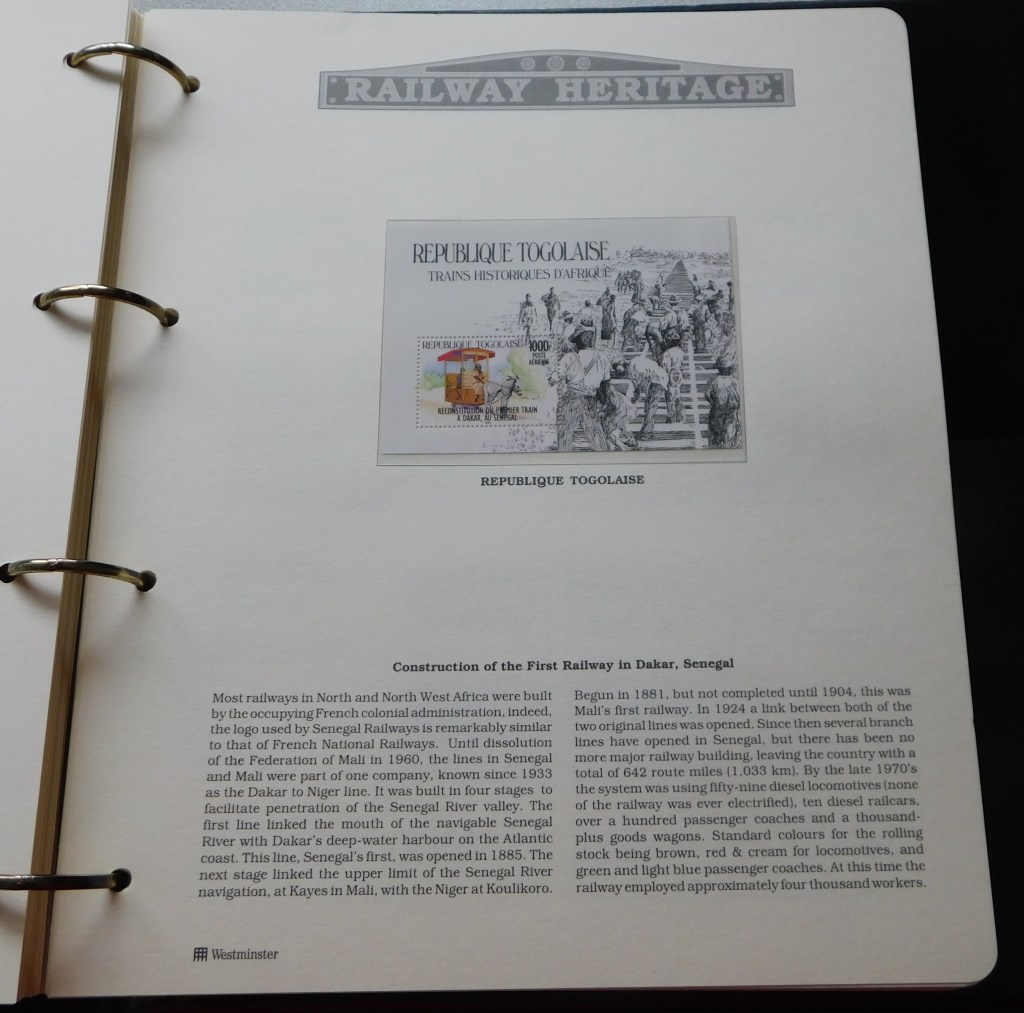 RAILWAY HERITAGE
REPUBLIQUE TOGOLAISE
TRAINS HISTORIQUES D'AFRIQUE
REPUBLIQUE TOGOLAISE
1000F
POSTE
AERIENNE
RECONSTITUTION DU PREMIER TRAIN
A DAKAR, AU SENEGAL
REPUBLIQUE TOGOLAISE
Construction of the First Railway in Dakar, Senegal
Most railways in North and North West Africa were built
by the occupying French colonial administration, indeed,
the logo used by Senegal Railways is remarkably similar
to that of French National Railways. Until dissolution
of the Federation of Mali in 1960, the lines in Senegal
and Mali were part of one company, known since 1933
as the Dakar to Niger line. It was built in four stages to
facilitate penetration of the Senegal River valley. The
first line linked the mouth of the navigable Senegal
River with Dakar's deep-water harbour on the Atlantic
coast. This line, Senegal's first, was opened in 1885. The
next stage linked the upper limit of the Senegal River
navigation, at Kayes in Mali, with the Niger at Koulikoro.
Begun in 1881, but not completed until 1904, this was
Mali's first railway. In 1924 a link between both of the
two original lines was opened. Since then several branch
lines have opened in Senegal, but there has been no
more major railway building, leaving the country with a
total of 642 route miles (1,033 km). By the late 1970's
the system was using fifty-nine diesel locomotives (none
of the railway was ever electrified), ten diesel railcars,
over a hundred passenger coaches and a thousand-
plus goods wagons. Standard colours for the rolling
stock being brown, red & cream for locomotives, and
green and light blue passenger coaches. At this time the
railway employed approximately four thousand workers.
Westminster